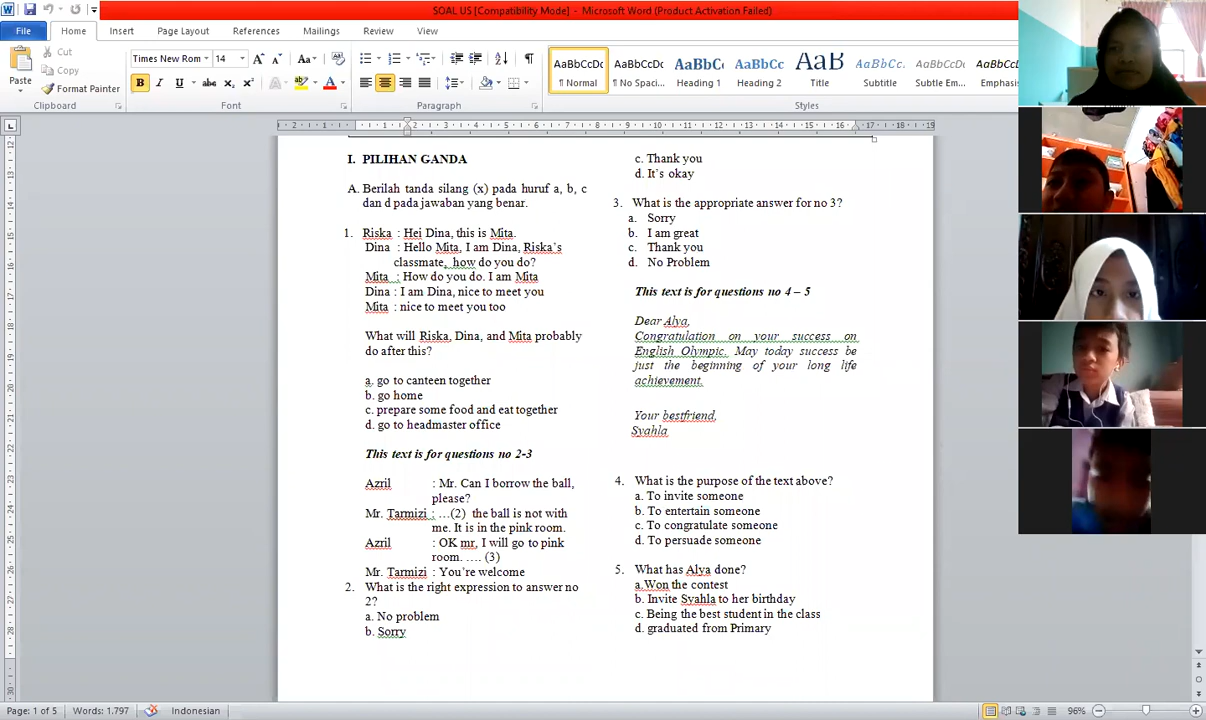 SOAL US [Compatibility Mode] - Microsoft Word (Product Activation Failed)
File Home Insert Page Layout References Mailings Review View
Cut
Copy
Format Painter
Paste
Times New Rom 14
AaBbCcDc AaBbCcDc AaBbC AaBbCc AaB AaBbCc. AaBbCcDc AaBbCcDc
¶ Normal ¶ No Spaci... Heading 1 Heading 2 Title Subtitle Subtle Em... Emphasis
Clipboard Font Paragraph Styles
I. PILIHAN GANDA
A. Berilah tanda silang (x) pada huruf a, b, c
dan d pada jawaban yang benar.
1. Riska : Hei Dina, this is Mita.
Dina : Hello Mita, I am Dina, Riska's
classmate, how do you do?
Mita : How do you do. I am Mita
Dina : I am Dina, nice to meet you
Mita : nice to meet you too
What will Riska, Dina, and Mita probably
do after this?
a. go to canteen together
b. go home
c. prepare some food and eat together
d. go to headmaster office
This text is for questions no 2-3
Azril : Mr. Can I borrow the ball,
please?
Mr. Tarmizi : …(2) the ball is not with
me. It is in the pink room.
Azril : OK mr, I will go to pink
room. …. (3)
Mr. Tarmizi : You're welcome
2. What is the right expression to answer no
2?
a. No problem
b. Sorry
c. Thank you
d. It's okay
3. What is the appropriate answer for no 3?
a. Sorry
b. I am great
c. Thank you
d. No Problem
This text is for questions no 4 – 5
Dear Alya,
Congratulation on your success on
English Olympic. May today success be
just the beginning of your long life
achievement.
Your bestfriend,
Syahla
4. What is the purpose of the text above?
a. To invite someone
b. To entertain someone
c. To congratulate someone
d. To persuade someone
5. What has Alya done?
a.Won the contest
b. Invite Syahla to her birthday
c. Being the best student in the class
d. graduated from Primary
Page: 1 of 5 Words: 1.797 Indonesian 96%